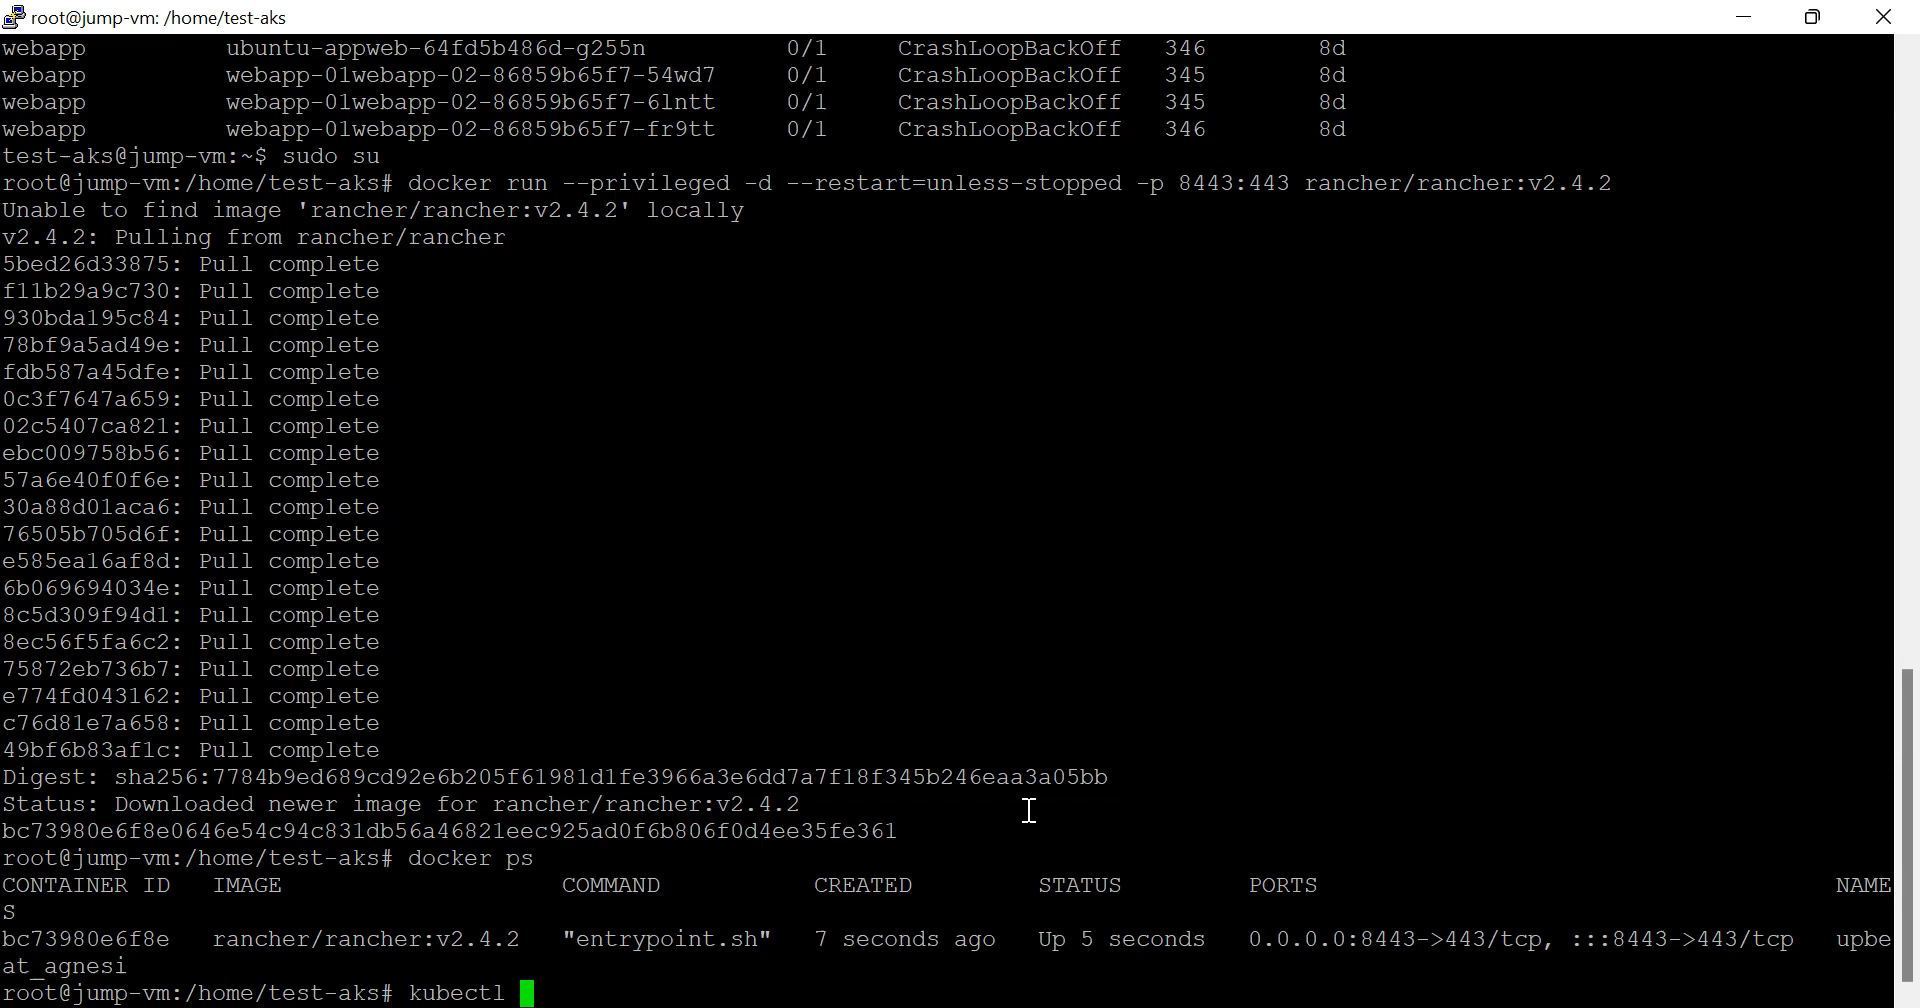 root@jump-vm: /home/test-aks
webapp ubuntu-appweb-64fd5b486d-g255n 0/1 CrashLoopBackOff 346 8d
webapp webapp-01webapp-02-86859b65f7-54wd7 0/1 CrashLoopBackOff 345 8d
webapp webapp-01webapp-02-86859b65f7-6lntt 0/1 CrashLoopBackOff 345 8d
webapp webapp-01webapp-02-86859b65f7-fr9tt 0/1 CrashLoopBackOff 346 8d
test-aks@jump-vm:~$ sudo su
root@jump-vm:/home/test-aks# docker run --privileged -d --restart=unless-stopped -p 8443:443 rancher/rancher:v2.4.2
Unable to find image 'rancher/rancher:v2.4.2' locally
v2.4.2: Pulling from rancher/rancher
5bed26d33875: Pull complete
f11b29a9c730: Pull complete
930bda195c84: Pull complete
78bf9a5ad49e: Pull complete
fdb587a45dfe: Pull complete
0c3f7647a659: Pull complete
02c5407ca821: Pull complete
ebc009758b56: Pull complete
57a6e40f0f6e: Pull complete
30a88d01aca6: Pull complete
76505b705d6f: Pull complete
e585ea16af8d: Pull complete
6b069694034e: Pull complete
8c5d309f94d1: Pull complete
8ec56f5fa6c2: Pull complete
75872eb736b7: Pull complete
e774fd043162: Pull complete
c76d81e7a658: Pull complete
49bf6b83af1c: Pull complete
Digest: sha256:7784b9ed689cd92e6b205f61981d1fe3966a3e6dd7a7f18f345b246eaa3a05bb
Status: Downloaded newer image for rancher/rancher:v2.4.2
bc73980e6f8e0646e54c94c831db56a46821eec925ad0f6b806f0d4ee35fe361
root@jump-vm:/home/test-aks# docker ps
CONTAINER ID IMAGE COMMAND CREATED STATUS PORTS NAME
S
bc73980e6f8e rancher/rancher:v2.4.2 "entrypoint.sh" 7 seconds ago Up 5 seconds 0.0.0.0:8443->443/tcp, :::8443->443/tcp upbe
at_agnesi
root@jump-vm:/home/test-aks# kubectl